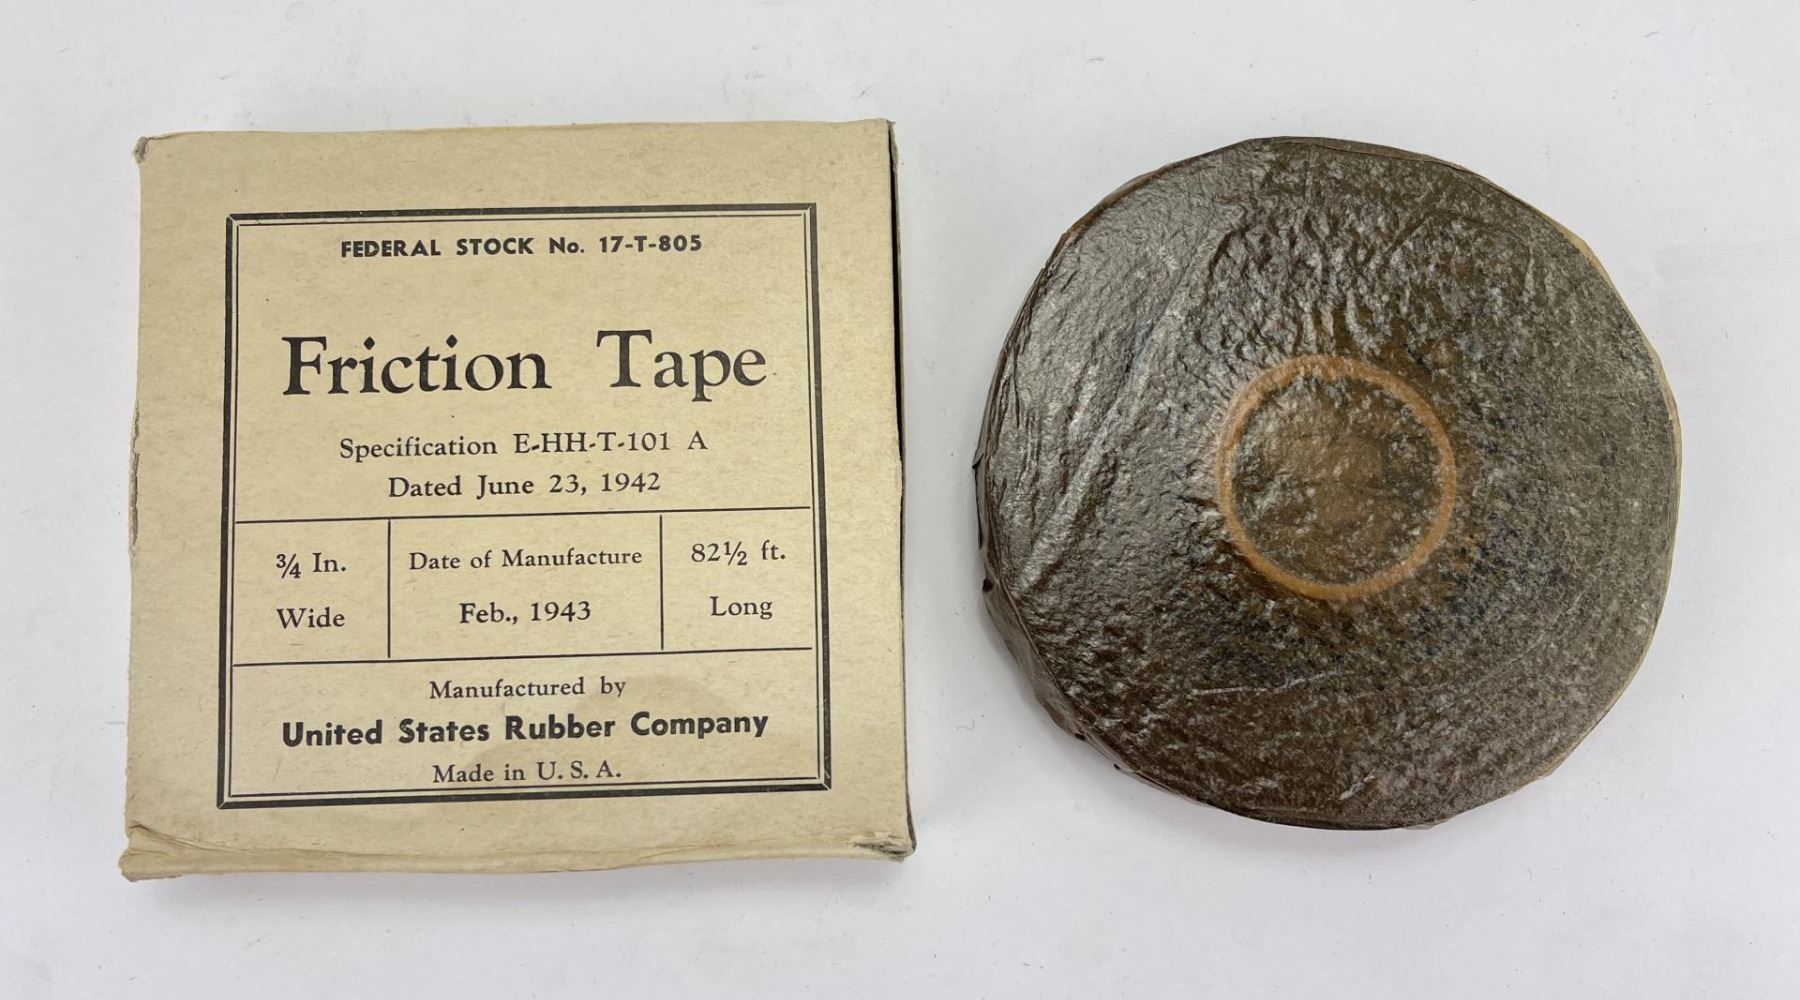 FEDERAL STOCK No. 17-T-805
Friction Tape
Specification E-HH-T-101 A
Dated June 23, 1942
¾ In.
Wide
Date of Manufacture
Feb., 1943
82½ ft.
Long
Manufactured by
United States Rubber Company
Made in U. S. A.